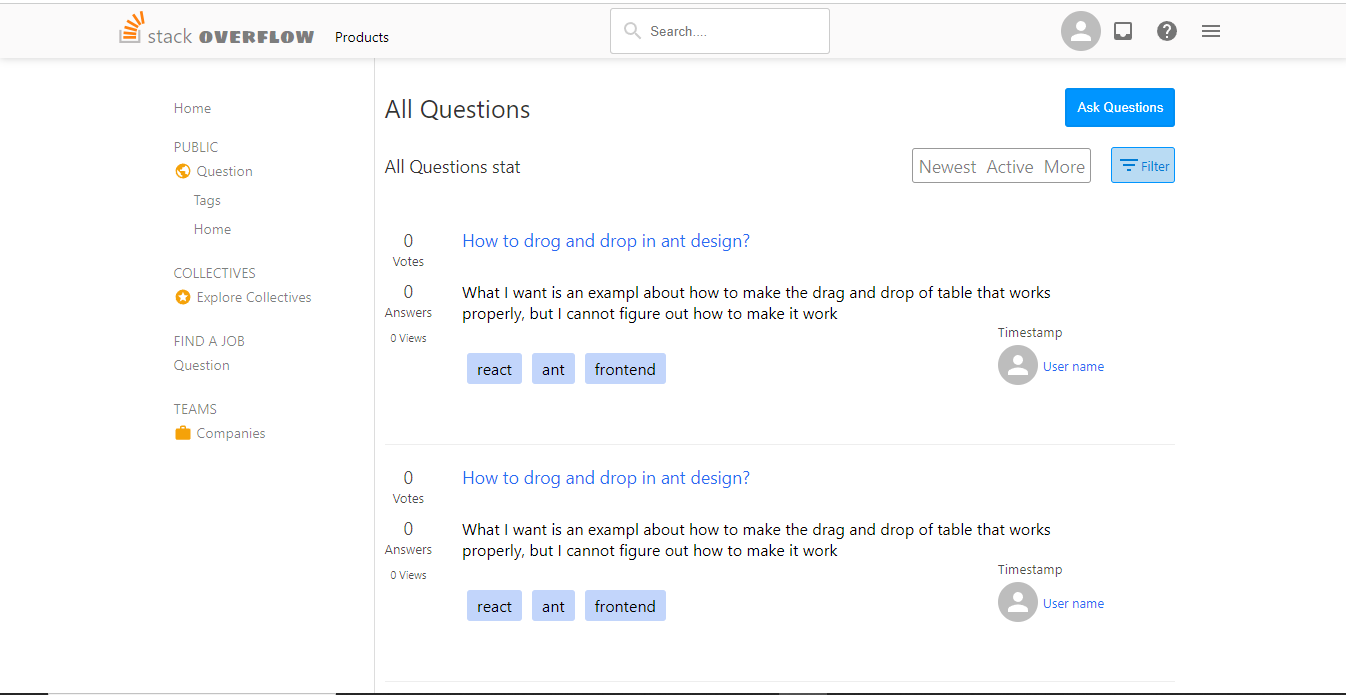 stack OVERFLOW Products Search....
Home
PUBLIC
Question
Tags
Home
COLLECTIVES
Explore Collectives
FIND A JOB
Question
TEAMS
Companies
All Questions
Ask Questions
All Questions stat
Newest Active More
Filter
0
Votes
0
Answers
0 Views
How to drog and drop in ant design?
What I want is an exampl about how to make the drag and drop of table that works
properly, but I cannot figure out how to make it work
react ant frontend
Timestamp
User name
0
Votes
0
Answers
0 Views
How to drog and drop in ant design?
What I want is an exampl about how to make the drag and drop of table that works
properly, but I cannot figure out how to make it work
react ant frontend
Timestamp
User name